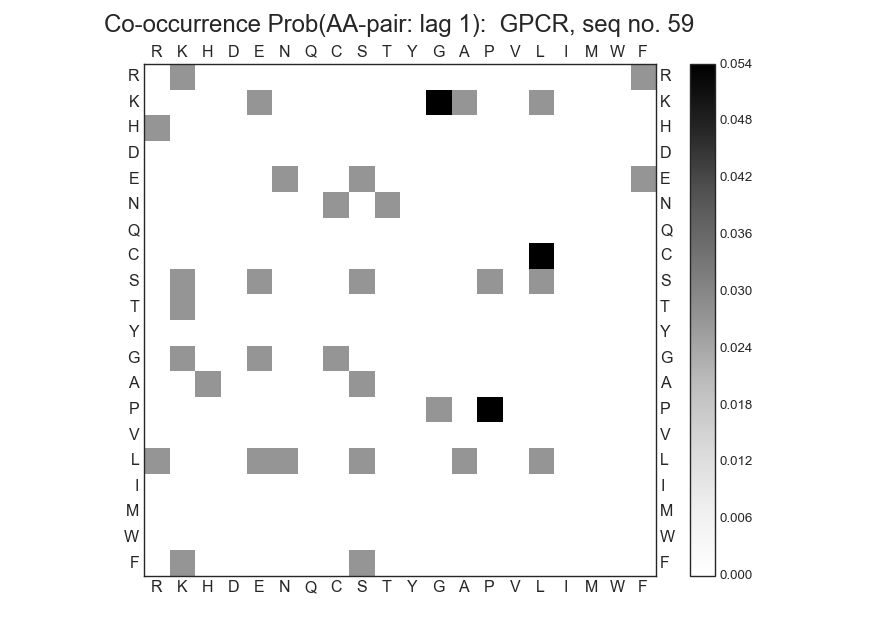 Co-occurrence Prob(AA-pair: lag 1):  GPCR, seq no. 59
R K H D E N Q C S T Y G A P V L I M W F
R R 0.054
K K
H H 0.048
D D
E E 0.042
N N
Q Q 0.036
C C
S S 0.030
T T
Y Y 0.024
G G
A A 0.018
P P
V V
L L 0.012
I I
M M 0.006
W W
F F 0.000
R K H D E N Q C S T Y G A P V L I M W F